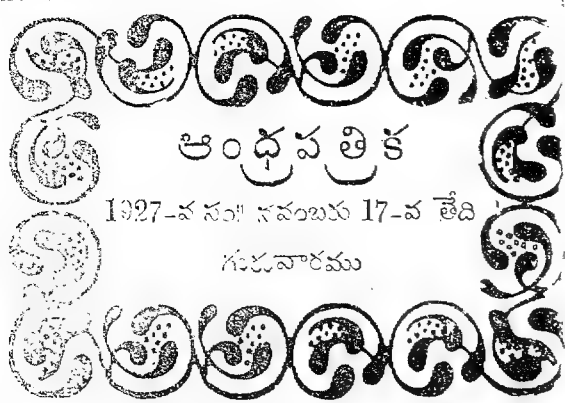 ఆంధ్రపత్రిక
1927-వ సం॥ నవంబరు 17-వ తేది
గురువారము